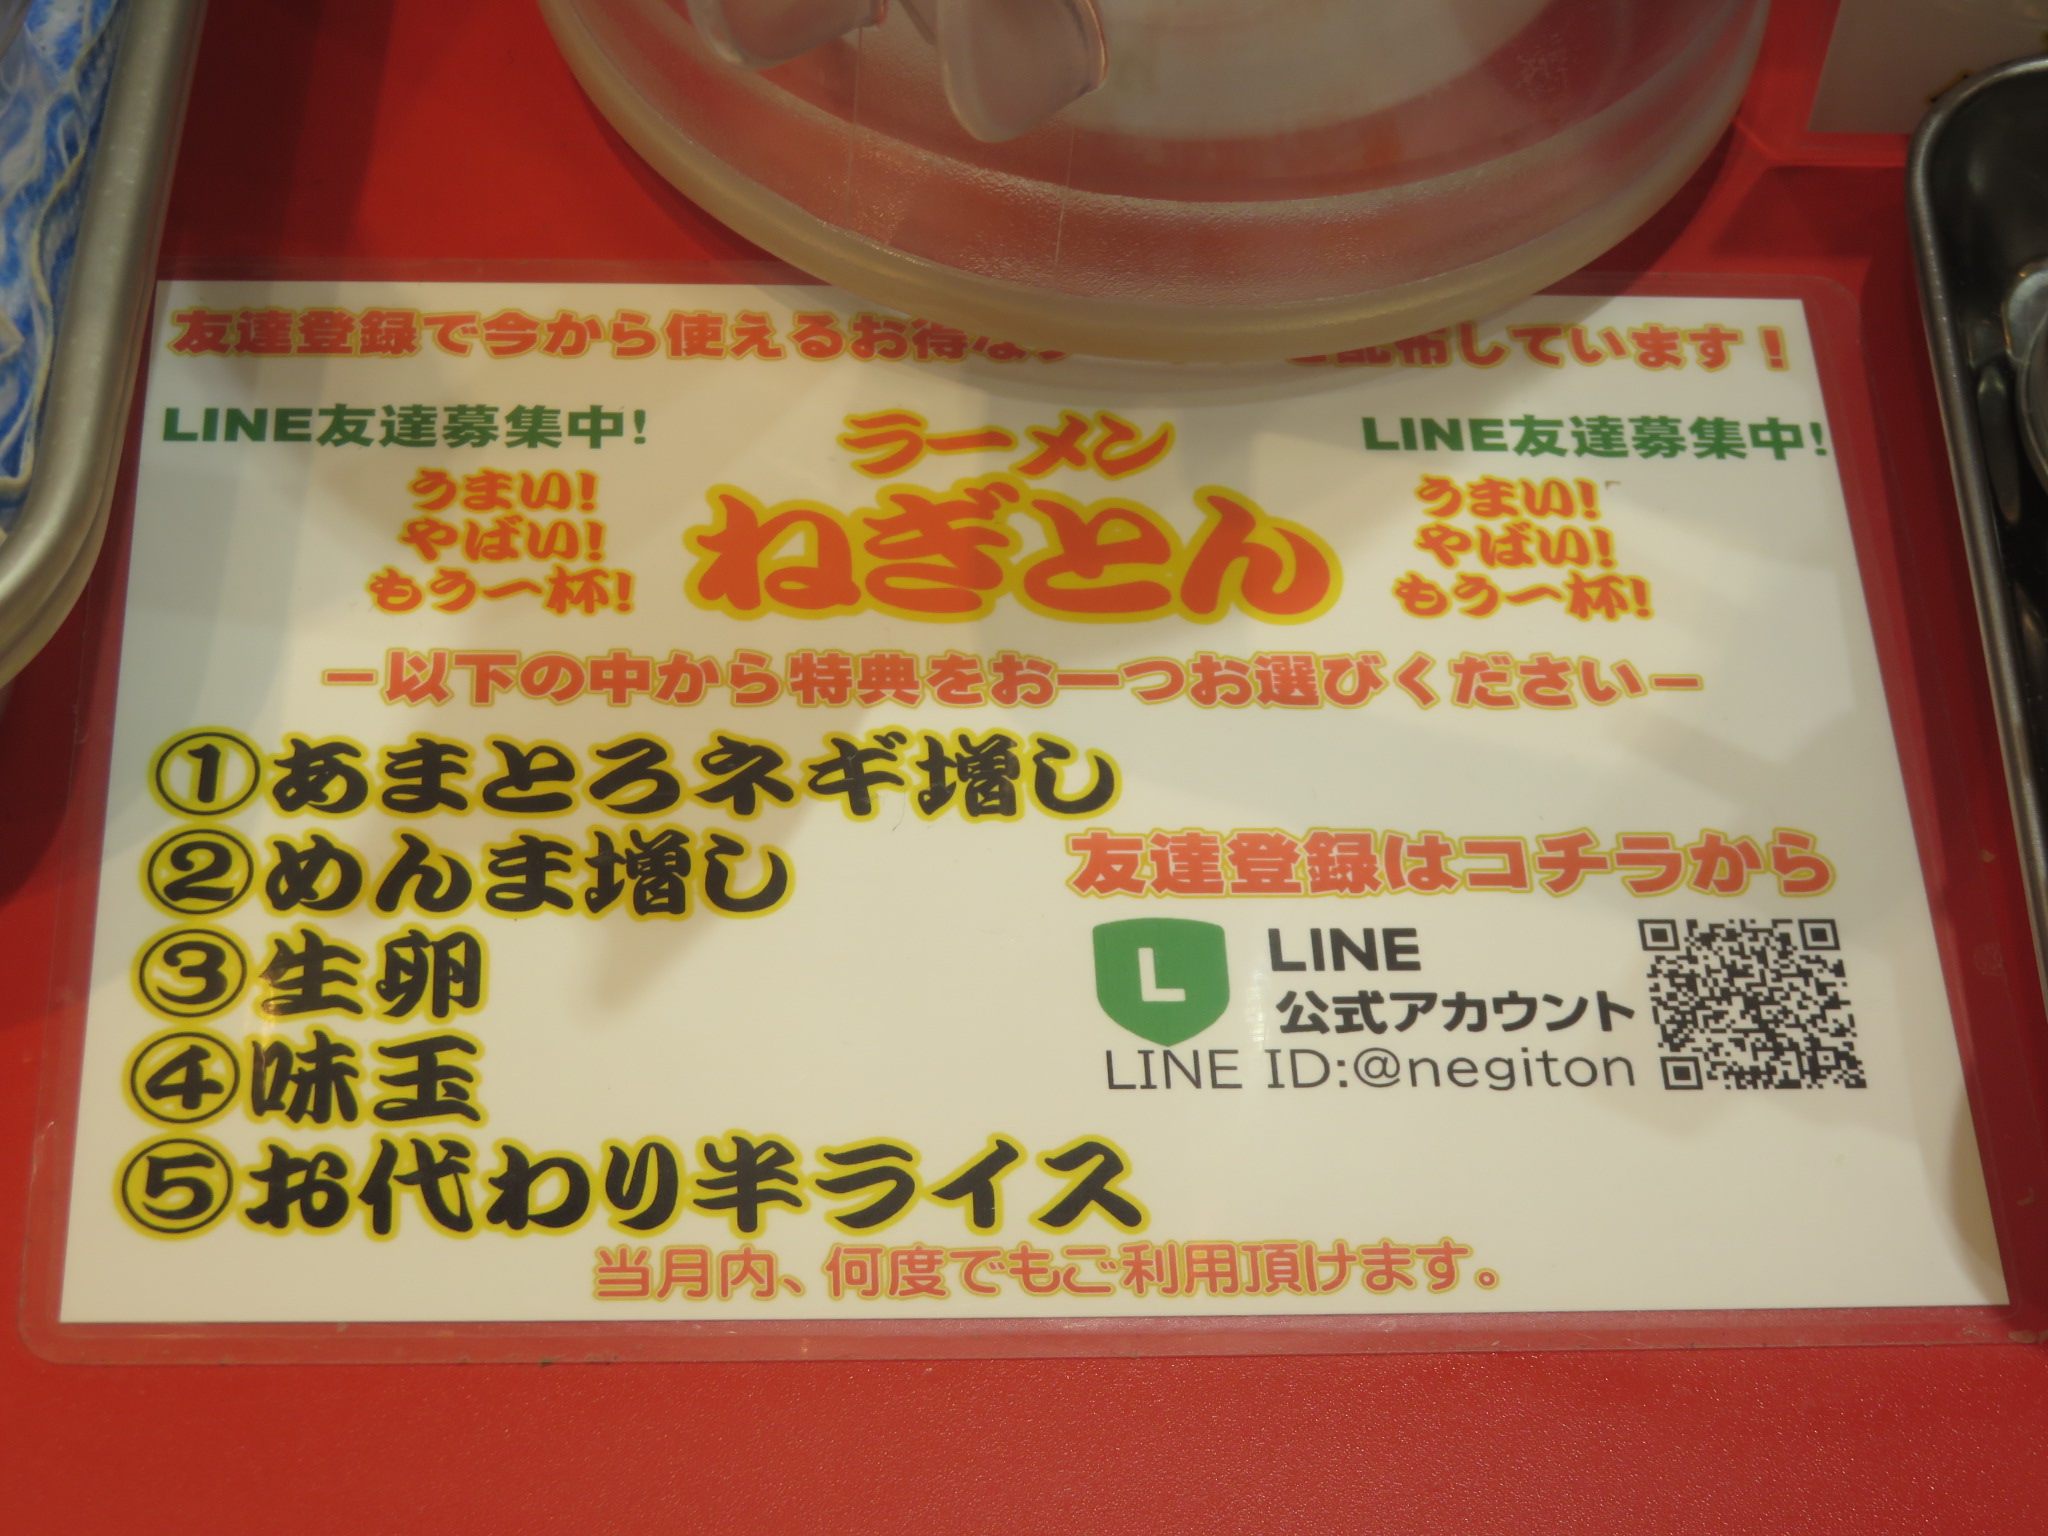 友達登録で今から使えるお得な 配布しています！
LINE友達募集中!
うまい!
やばい!
もう一杯!
ラーメン
ねぎとん
LINE友達募集中!
うまい!
やばい!
もう一杯!
ー以下の中から特典をお一つお選びくださいー
①あまとろネギ増し
②めんま増し
③生卵
④味玉
⑤お代わり半ライス
友達登録はコチラから
L
LINE
公式アカウント
LINE ID:@negiton
当月内、何度でもご利用頂けます。